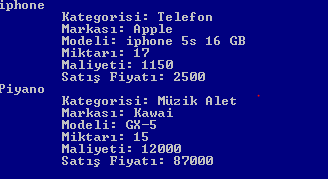 iphone
Kategorisi: Telefon
Markası: Apple
Modeli: iphone 5s 16 GB
Miktarı: 17
Maliyeti: 1150
Satış Fiyatı: 2500
Piyano
Kategorisi: Müzik Alet
Markası: Kawai
Modeli: GX-5
Miktarı: 15
Maliyeti: 12000
Satış Fiyatı: 87000